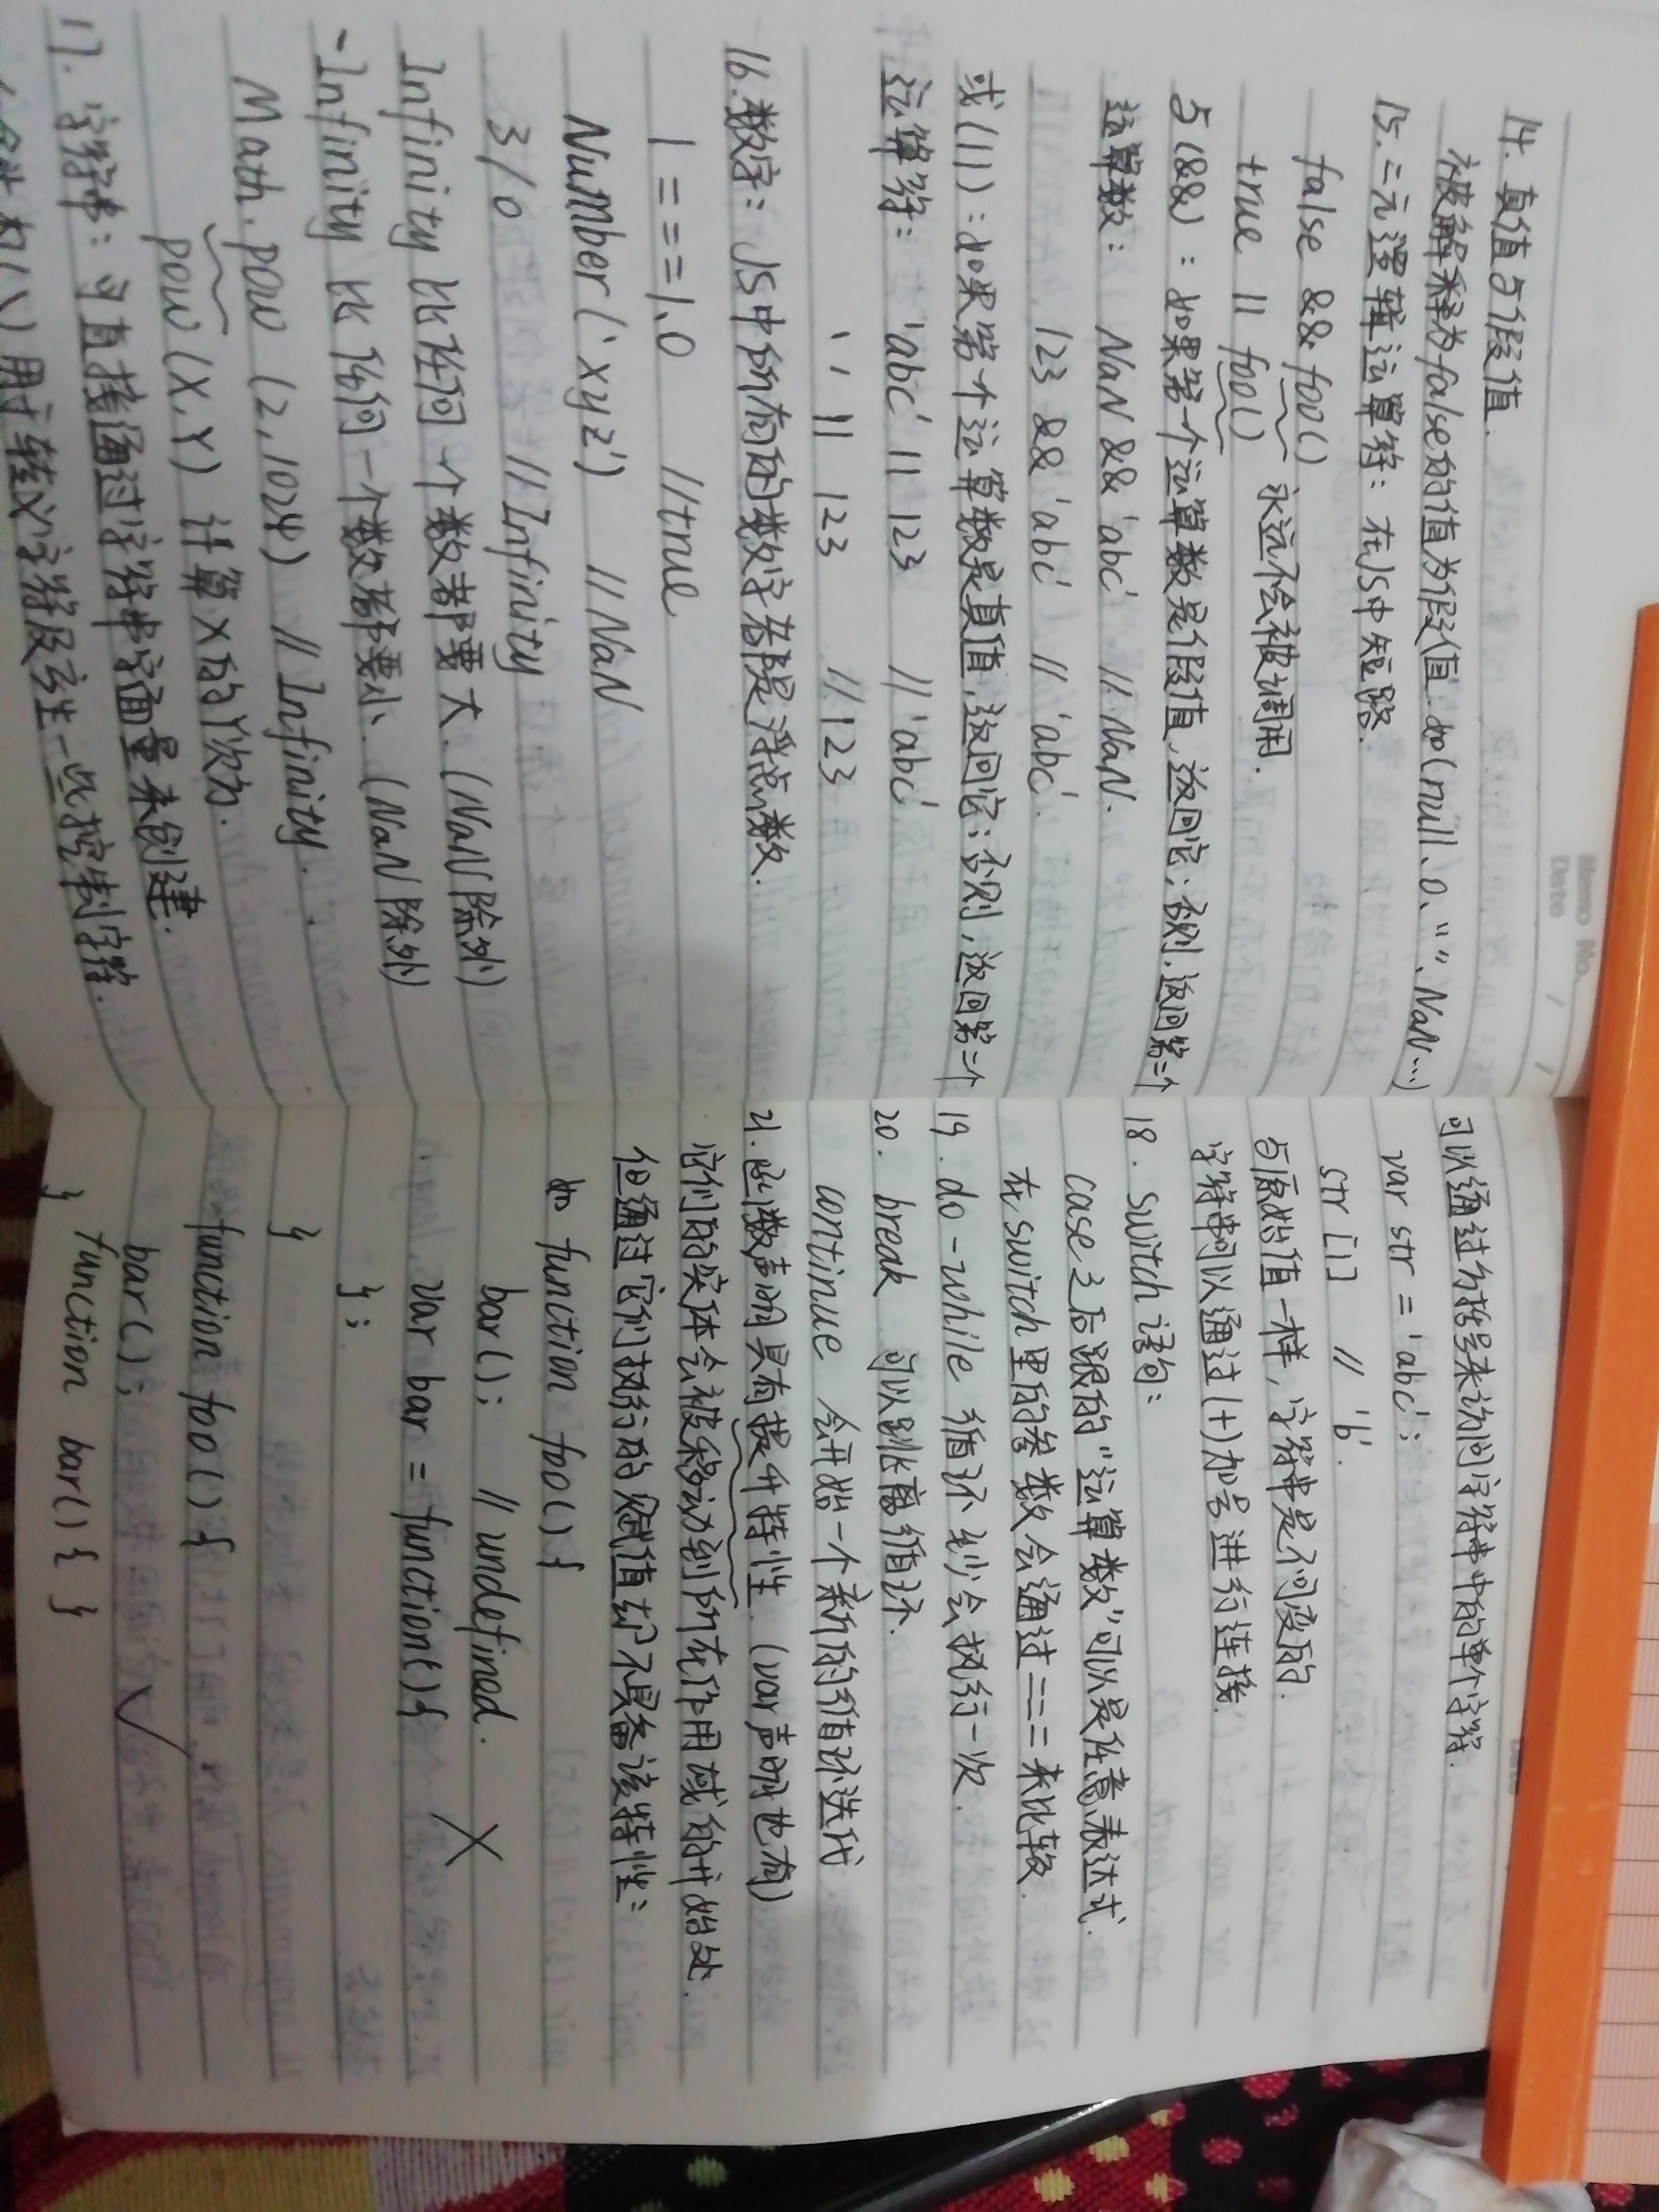 Memo No.
Date / /
14. 真值与假值.
被解释为false的值为假值.如(null、0、""、NaN…)
15. 二元逻辑运算符: 在JS中短路.
false && foo()
true || foo() 永远不会被调用.
与(&&): 如果第一个运算数是假值,返回它;否则,返回第二个
运算数: NaN && 'abc' // NaN.
123 && 'abc' // 'abc'.
或(||): 如果第一个运算数是真值,返回它;否则,返回第二个
运算符: 'abc' || 123 // 'abc'
'' || 123 // 123
16. 数字: JS中所有的数字都是浮点数.
1 === 1.0 // true
Number('xyz') // NaN
3/0 // Infinity
Infinity 比任何一个数都要大 (NaN除外)
-Infinity 比任何一个数都要小 (NaN除外)
Math.pow (2,1024) // Infinity.
pow (X,Y) 计算X的Y次方.
17. 字符串: 可直接通过字符串字面量来创建.
(\)用于转义字符及产生一些控制字符.
可以通过方括号来访问字符串中的单个字符.
var str = 'abc';
str [1] // 'b'.
与原始值一样, 字符串是不可变的.
字符串可以通过(+)加号进行连接.
18. switch语句:
case之后跟的"运算数"可以是任意表达式.
在switch里的参数会通过===来比较.
19. do-while 循环至少会执行一次.
20. break 可以跳离循环.
continue 会开始一个新的循环迭代
21. 函数声明具有提升特性. (var声明也有)
它们的实体会被移动到所在作用域的开始处.
但通过它们执行的赋值却不具备该特性:
如 function foo() {
bar(); // undefined.
var bar = function() {
};
}
function foo() {
bar();
function bar() { }
}